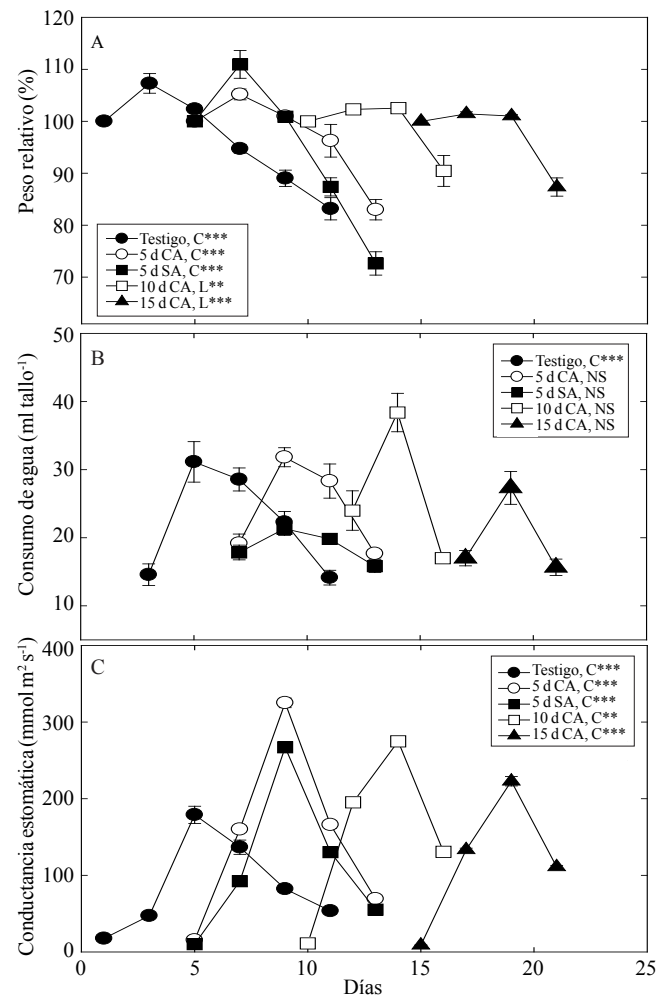 120
A
110
100
90
80
70
Peso relativo (%)
Testigo, C***
5 d CA, C***
5 d SA, C***
10 d CA, L**
15 d CA, L***
50
B
40
30
20
10
Consumo de agua (ml tallo⁻¹)
Testigo, C***
5 d CA, NS
5 d SA, NS
10 d CA, NS
15 d CA, NS
400
C
300
200
100
0
Conductancia estomática (mmol m² s⁻¹)
Testigo, C***
5 d CA, C***
5 d SA, C***
10 d CA, C**
15 d CA, C***
0 5 10 15 20 25
Días